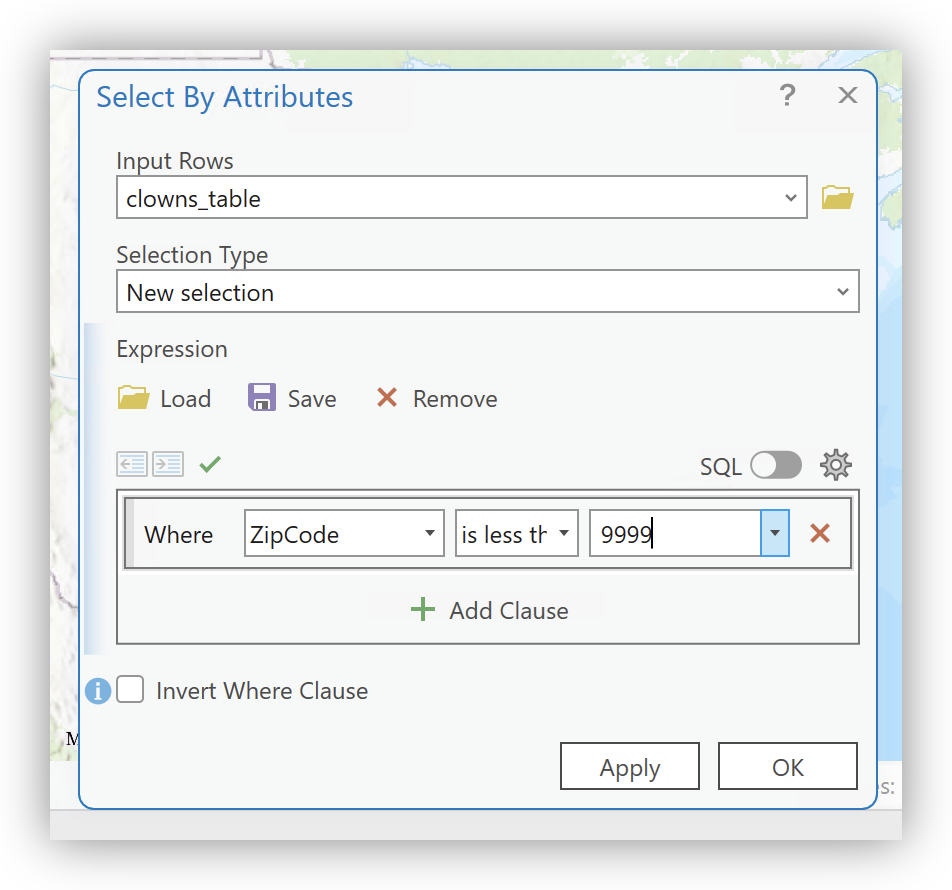 Select By Attributes ?
Input Rows
clowns_table
Selection Type
New selection
Expression
Load Save Remove
SQL
Where ZipCode is less th 9999
Add Clause
i Invert Where Clause
M
Apply OK
es: